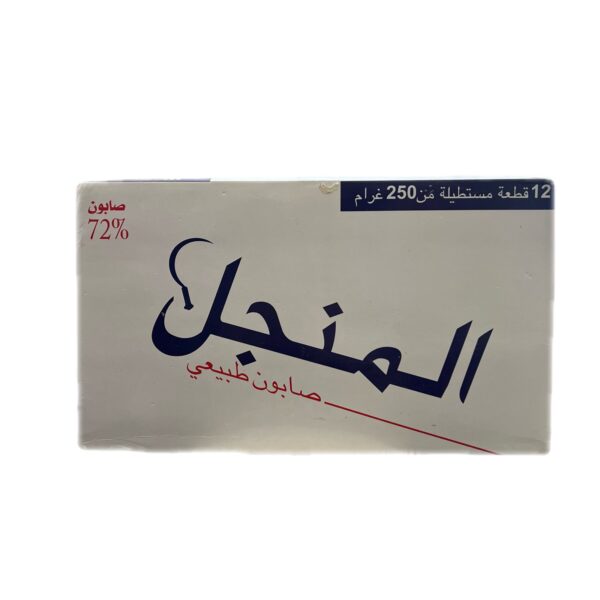 12 قطعة مستطيلة من 250 غرام
صابون
72%
المنجل
صابون طبيعي